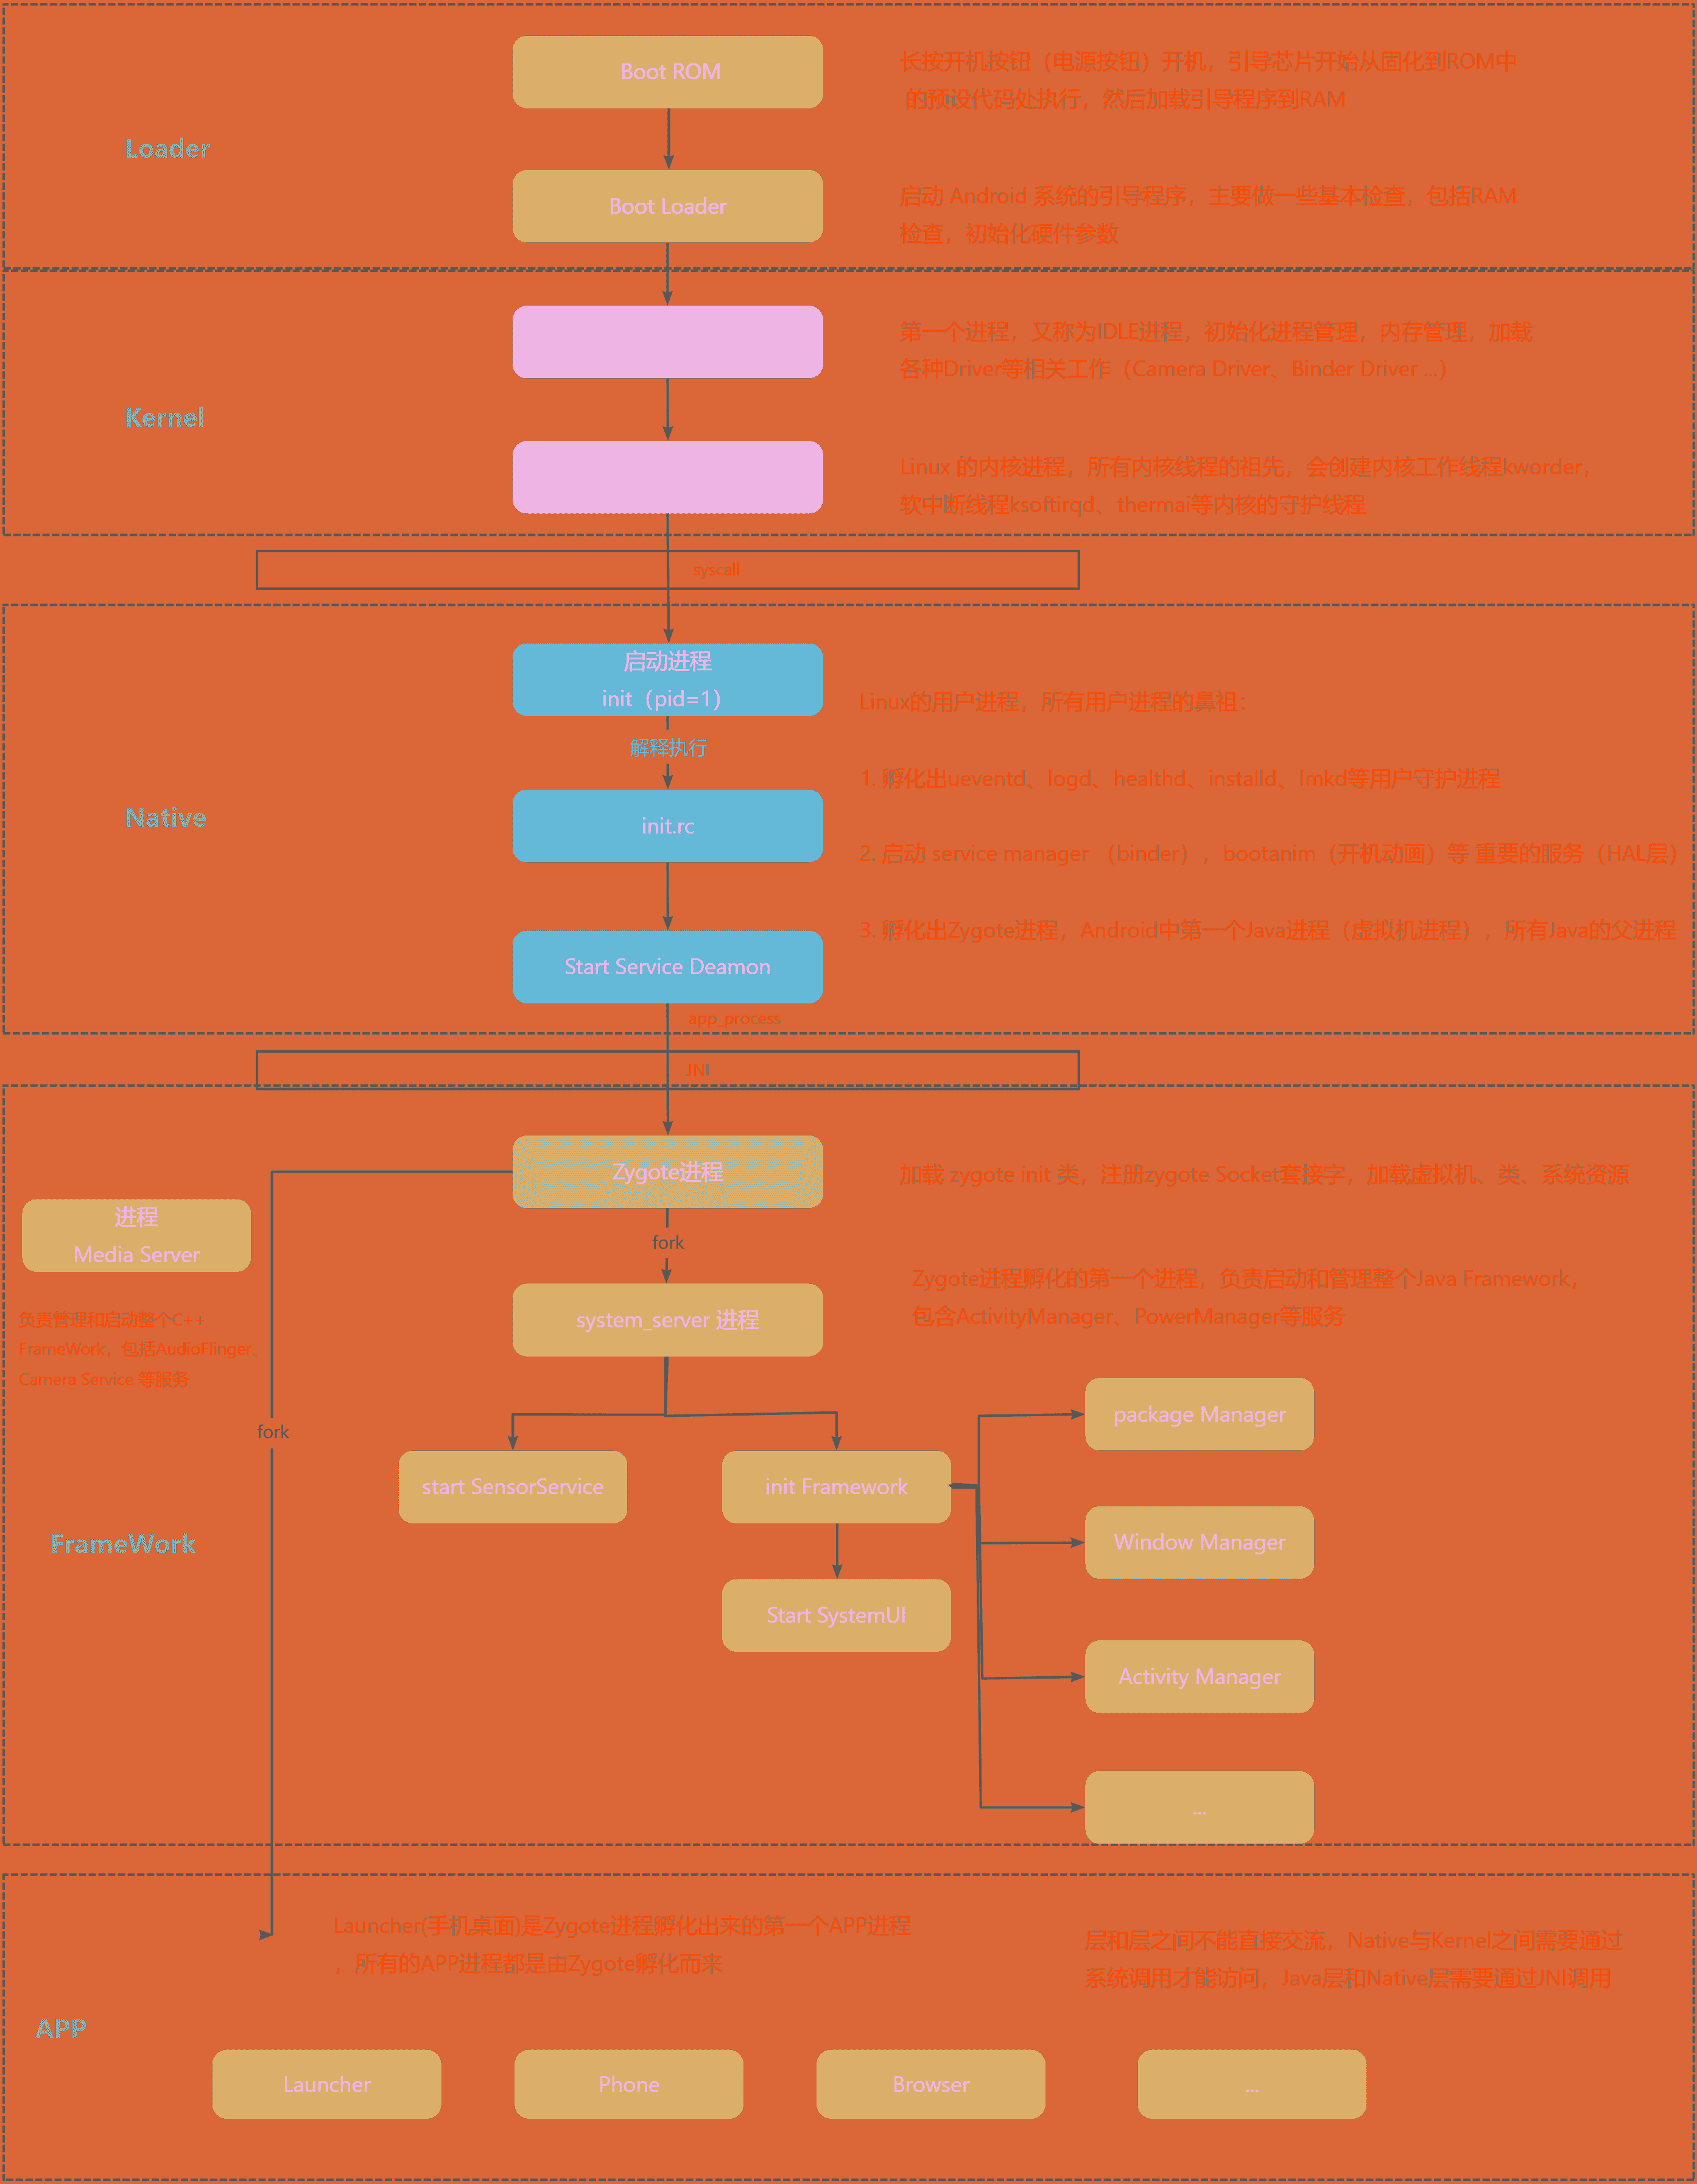 Boot ROM
长按开机按钮（电源按钮）开机，引导芯片开始从固化到ROM中
的预设代码处执行，然后加载引导程序到RAM
Loader
Boot Loader
启动 Android 系统的引导程序，主要做一些基本检查，包括RAM
检查，初始化硬件参数
第一个进程，又称为IDLE进程，初始化进程管理，内存管理，加载
各种Driver等相关工作（Camera Driver、Binder Driver ...）
Kernel
Linux 的内核进程，所有内核线程的祖先，会创建内核工作线程kworder，
软中断线程ksoftirqd、thermai等内核的守护线程
syscall
启动进程
init（pid=1）
Linux的用户进程，所有用户进程的鼻祖：
解释执行
1. 孵化出ueventd、logd、healthd、installd、lmkd等用户守护进程
Native
init.rc
2. 启动 service manager （binder），bootanim（开机动画）等 重要的服务（HAL层）
3. 孵化出Zygote进程，Android中第一个Java进程（虚拟机进程），所有Java的父进程
Start Service Deamon
app_process
JNI
Zygote进程
加载 zygote init 类，注册zygote Socket套接字，加载虚拟机、类、系统资源
进程
Media Server
fork
Zygote进程孵化的第一个进程，负责启动和管理整个Java Framework，
包含ActivityManager、PowerManager等服务
system_server 进程
负责管理和启动整个C++
FrameWork，包括AudioFlinger、
Camera Service 等服务
fork
package Manager
start SensorService
init Framework
FrameWork
Window Manager
Start SystemUI
Activity Manager
...
Launcher(手机桌面)是Zygote进程孵化出来的第一个APP进程
，所有的APP进程都是由Zygote孵化而来
层和层之间不能直接交流，Native与Kernel之间需要通过
系统调用才能访问，Java层和Native层需要通过JNI调用
APP
Launcher
Phone
Browser
...